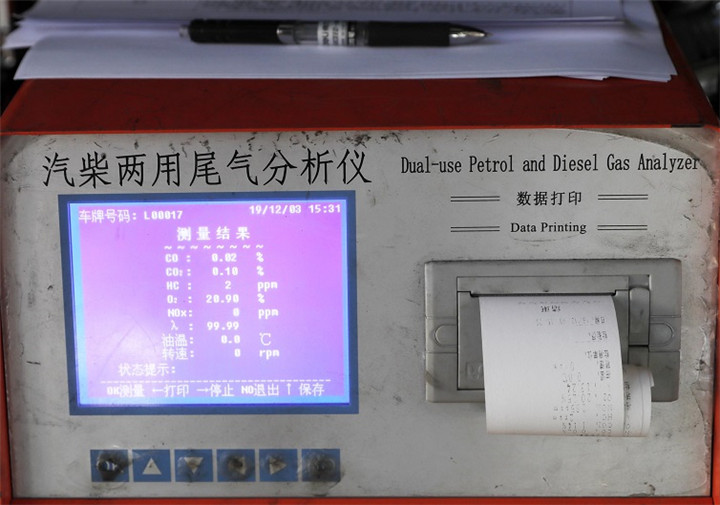 汽柴两用尾气分析仪
Dual-use Petrol and Diesel Gas Analyzer
数据打印
Data Printing
车牌号码: L00017 19/12/03 15:31
测量结果
~~~~~~~~
CO : 0.02 %
CO₂: 0.10 %
HC : 2 ppm
O₂ : 20.90 %
NOx: 0 ppm
λ : 99.99
油温: 0.0 ℃
转速: 0 rpm
状态提示:
OK测量 ←打印 →停止 NO退出 ↑保存